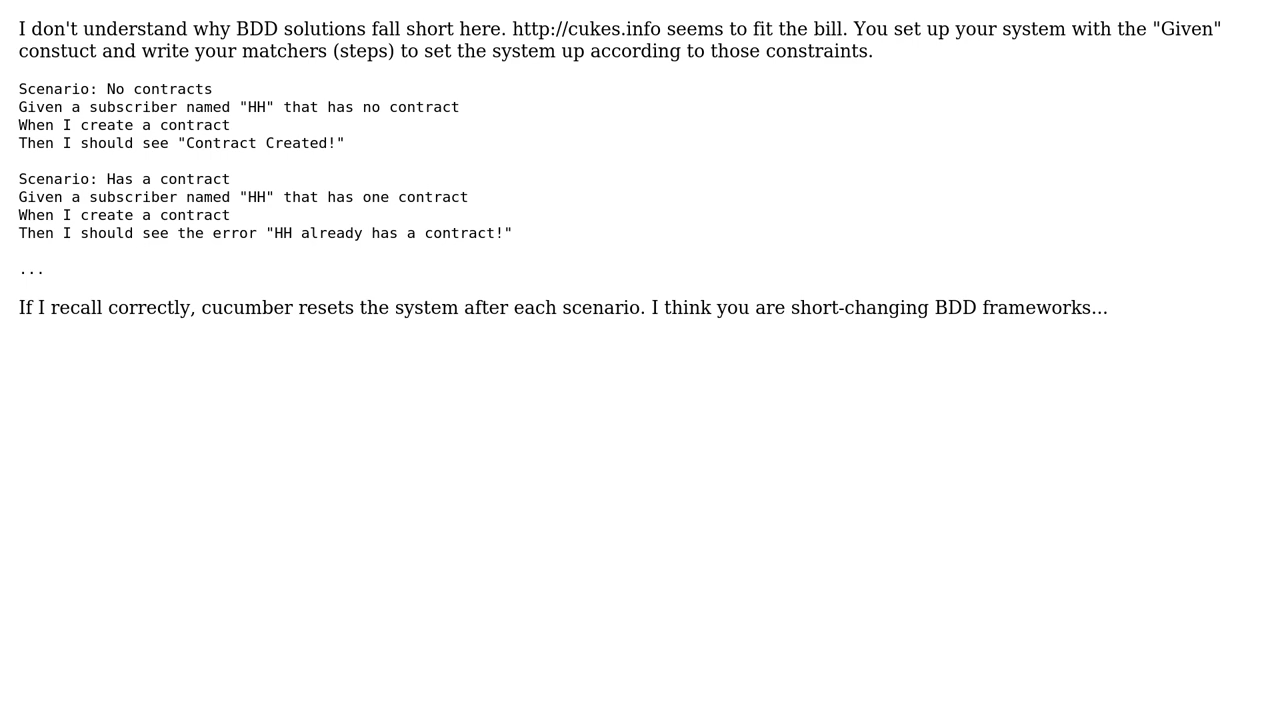 I don't understand why BDD solutions fall short here. http://cukes.info seems to fit the bill. You set up your system with the "Given"
constuct and write your matchers (steps) to set the system up according to those constraints.
Scenario: No contracts
Given a subscriber named "HH" that has no contract
When I create a contract
Then I should see "Contract Created!"
Scenario: Has a contract
Given a subscriber named "HH" that has one contract
When I create a contract
Then I should see the error "HH already has a contract!"
...
If I recall correctly, cucumber resets the system after each scenario. I think you are short-changing BDD frameworks...